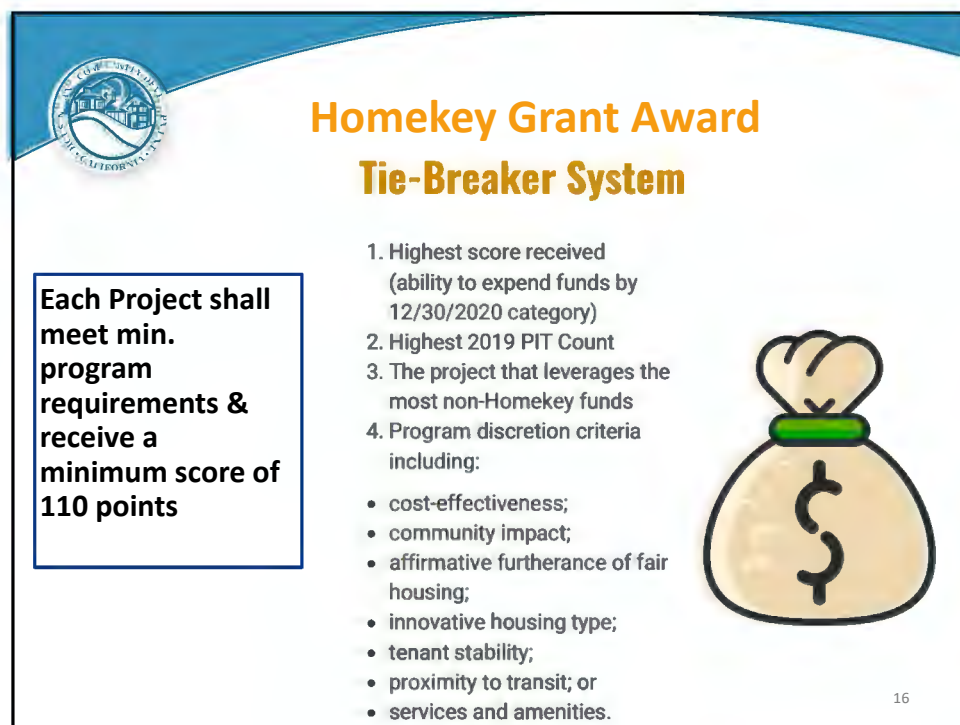 Homekey Grant Award
Tie-Breaker System
Each Project shall
meet min.
program
requirements &
receive a
minimum score of
110 points
1. Highest score received
(ability to expend funds by
12/30/2020 category)
2. Highest 2019 PIT Count
3. The project that leverages the
most non-Homekey funds
4. Program discretion criteria
including:
• cost-effectiveness;
• community impact;
• affirmative furtherance of fair
housing;
• innovative housing type;
• tenant stability;
• proximity to transit; or
• services and amenities.
$
16
CALIFORNIA